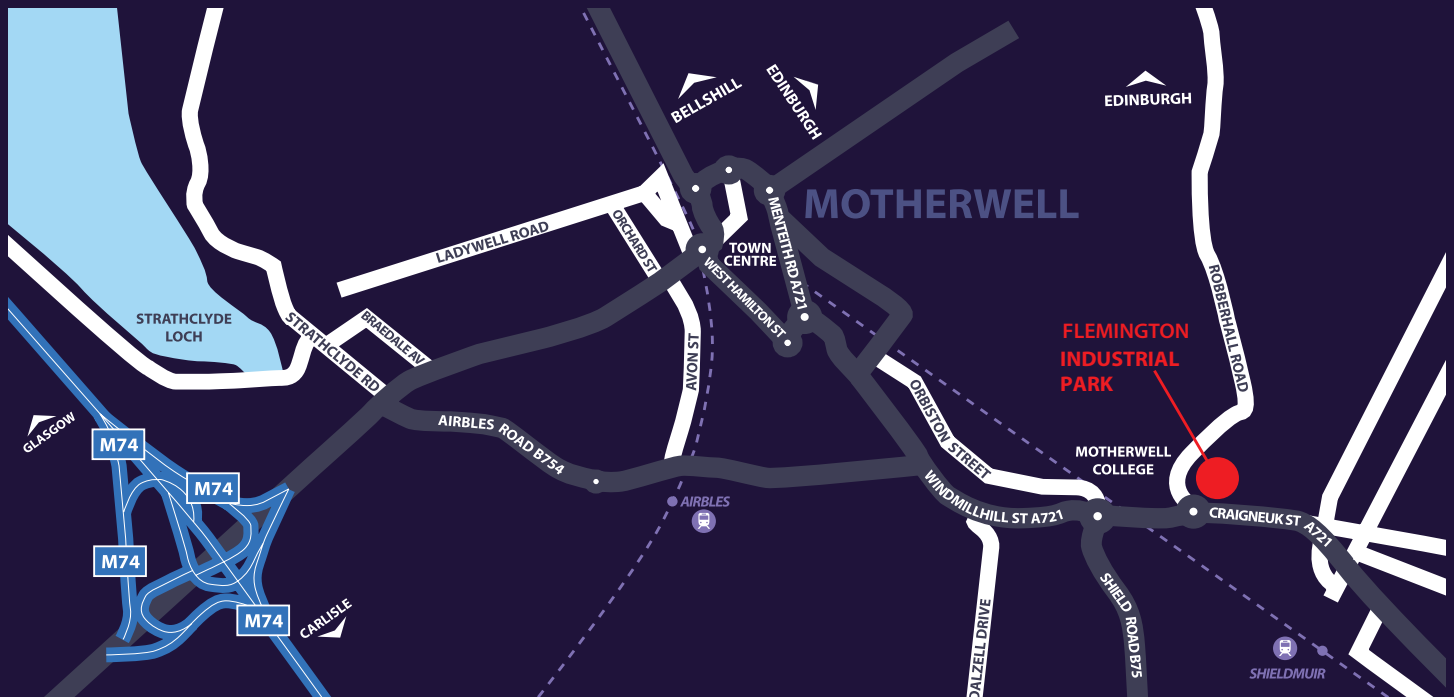 BELLSHILL
EDINBURGH
EDINBURGH
MOTHERWELL
LADYWELL ROAD
ORCHARD ST
TOWN
CENTRE
MENTEITH RD A721
WEST HAMILTON ST
STRATHCLYDE
LOCH
STRATHCLYDE RD
BRAEDALE AV
AVON ST
ROBBERHALL ROAD
FLEMINGTON
INDUSTRIAL
PARK
GLASGOW
M74
M74
M74
M74
CARLISLE
AIRBLES ROAD B754
ORBISTON STREET
MOTHERWELL
COLLEGE
AIRBLES
WINDMILLHILL ST A721
CRAIGNEUK ST A721
SHIELD ROAD B75
DALZELL DRIVE
SHIELDMUIR